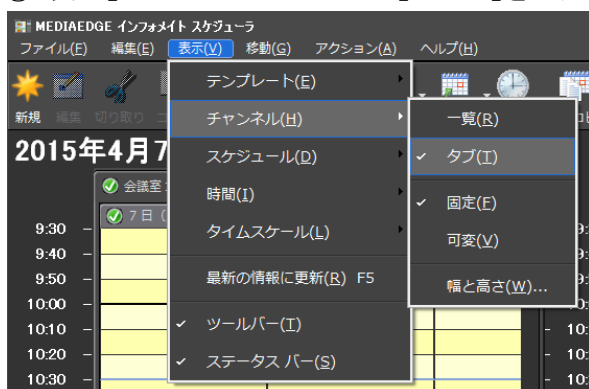 MEDIAEDGE インフォメイト スケジューラ
ファイル(F) 編集(E) 表示(V) 移動(G) アクション(A) ヘルプ(H)
テンプレート(E)
新規 編集 切り取り
チャンネル(H)
一覧(R)
2015年4月7
スケジュール(D)
タブ(T)
会議室
時間(I)
固定(F)
7日(
9:30
タイムスケール(L)
可変(V)
9:40
9:50
最新の情報に更新(R) F5
幅と高さ(W)...
10:00
10:10
ツールバー(T)
10:
10:20
ステータス バー(S)
10:
10:30
10: